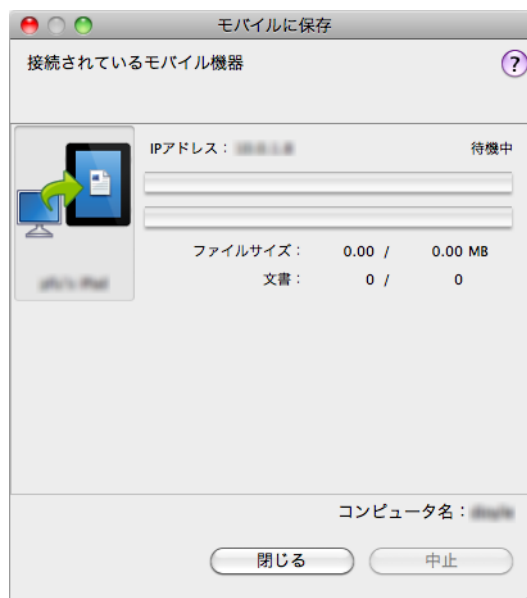 モバイルに保存
接続されているモバイル機器
?
IPアドレス： 待機中
ファイルサイズ： 0.00 / 0.00 MB
文書： 0 / 0
コンピュータ名：
閉じる 中止